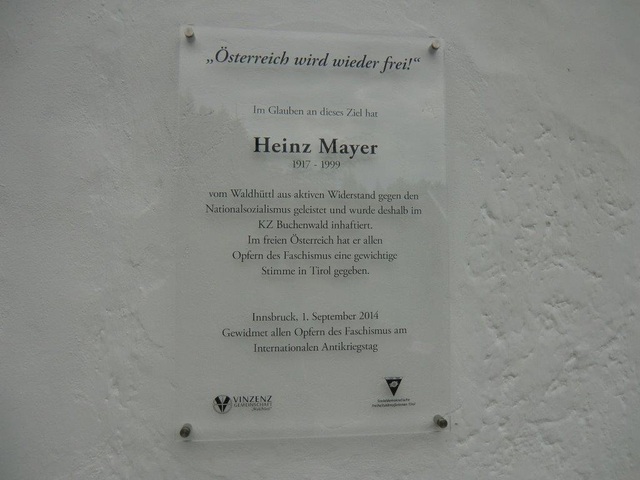 „Österreich wird wieder frei!“
Im Glauben an dieses Ziel hat
Heinz Mayer
1917 - 1999
vom Waldhüttl aus aktiven Widerstand gegen den
Nationalsozialismus geleistet und wurde deshalb im
KZ Buchenwald inhaftiert.
Im freien Österreich hat er allen
Opfern des Faschismus eine gewichtige
Stimme in Tirol gegeben.
Innsbruck, 1. September 2014
Gewidmet allen Opfern des Faschismus am
Internationalen Antikriegstag
VINZENZ
GEMEINSCHAFT